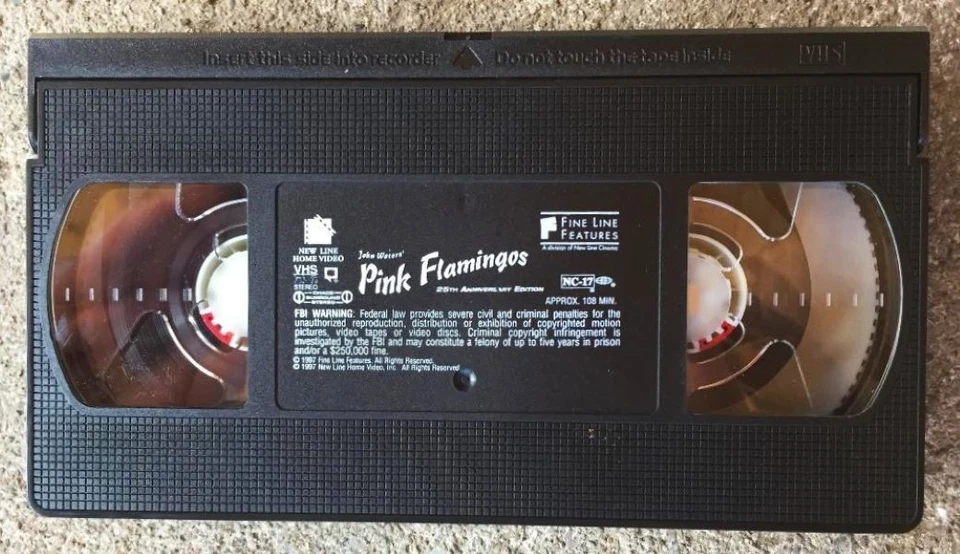 Insert this side into recorder Do not touch the tape inside VHS
NEW LINE
HOME VIDEO
VHS
STEREO
SURROUND
STEREO
John Waters'
Pink Flamingos
25TH ANNIVERSARY EDITION
FINE LINE
FEATURES
A division of New Line Cinema
NC-17
APPROX. 108 MIN.
FBI WARNING: Federal law provides severe civil and criminal penalties for the
unauthorized reproduction, distribution or exhibition of copyrighted motion
pictures, video tapes or video discs. Criminal copyright infringement is
investigated by the FBI and may constitute a felony of up to five years in prison
and/or a $250,000 fine.
© 1997 Fine Line Features. All Rights Reserved.
© 1997 New Line Home Video, Inc. All Rights Reserved